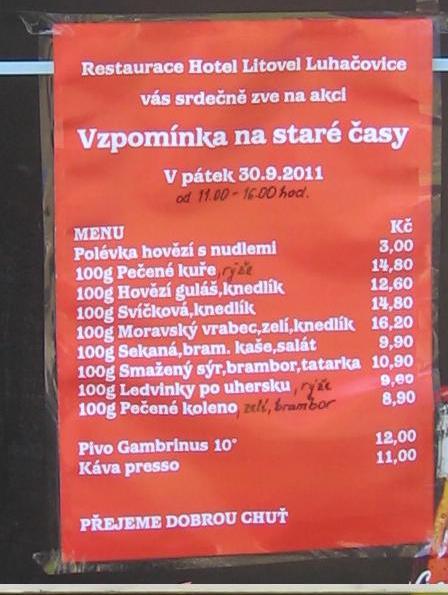 Restaurace Hotel Litovel Luhačovice
vás srdečně zve na akci
Vzpomínka na staré časy
V pátek 30.9.2011
od 11.00 - 16.00 hod.
MENU Kč
Polévka hovězí s nudlemi 3,00
100g Pečené kuře, rýže 14,80
100g Hovězí guláš,knedlík 12,60
100g Svíčková,knedlík 14,80
100g Moravský vrabec,zelí,knedlík 16,20
100g Sekaná,bram. kaše,salát 9,90
100g Smažený sýr,brambor,tatarka 10,90
100g Ledvinky po uhersku, rýže
100g Pečené koleno, zelí, brambor 8,90
Pivo Gambrinus 10° 12,00
Káva presso 11,00
PŘEJEME DOBROU CHUŤ